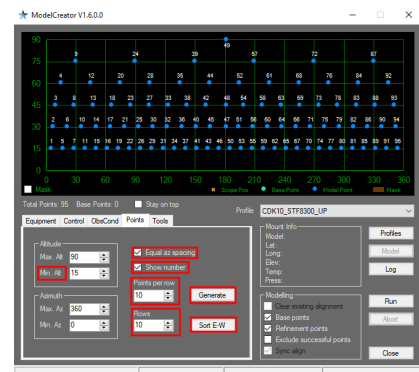 ModelCreator V1.6.0.0
90
49
9 24 39 57 72 87
75
4 12 20 28 35 44 52 61 68 76 84 92
60
3 8 13 18 23 27 33 38 42 48 54 58 63 69 73 78 83 88 93
45
2 6 10 14 16 21 25 30 32 36 40 45 47 51 56 60 66 71 75 79 82 86 90 94
30
1 5 7 11 15 17 19 22 26 29 31 34 37 41 43 46 50 53 55 59 62 65 67 70 74 77 80 81 85 89 91 95
15
0
0 30 60 90 120 150 180 210 240 270 300 330 360
Mask Scope Pos Base Point Model Point Mask
Total Points: 95 Base Points: 0 Stay on top
Profile CDK10_STF8300_UP
Equipment Control ObsCond Points Tools
Altitude
Max. Alt 90
Min. Alt 15
Azimuth
Max. Az 360
Min. Az 0
Equal as spacing
Show number
Points per row
10 Generate
Rows
10 Sort E-W
Mount Info
Model:
Lat:
Long:
Elev:
Temp:
Press:
Profiles
Model
Log
Modelling
Clear existing alignment
Base points
Refinement points
Exclude successful points
Sync align
Run
Abort
Close